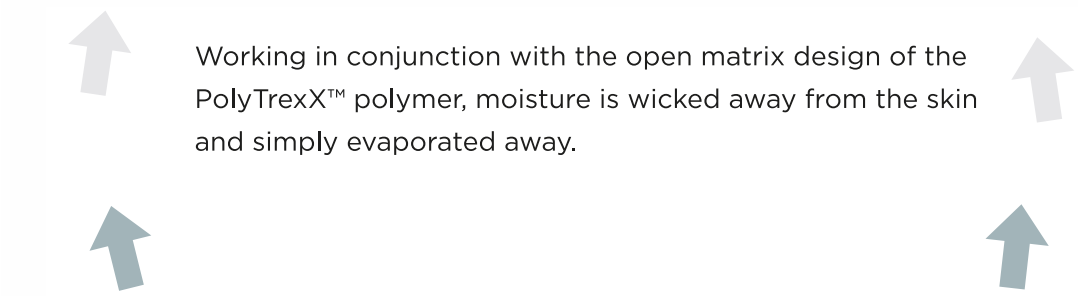 Working in conjunction with the open matrix design of the
PolyTrexX™ polymer, moisture is wicked away from the skin
and simply evaporated away.